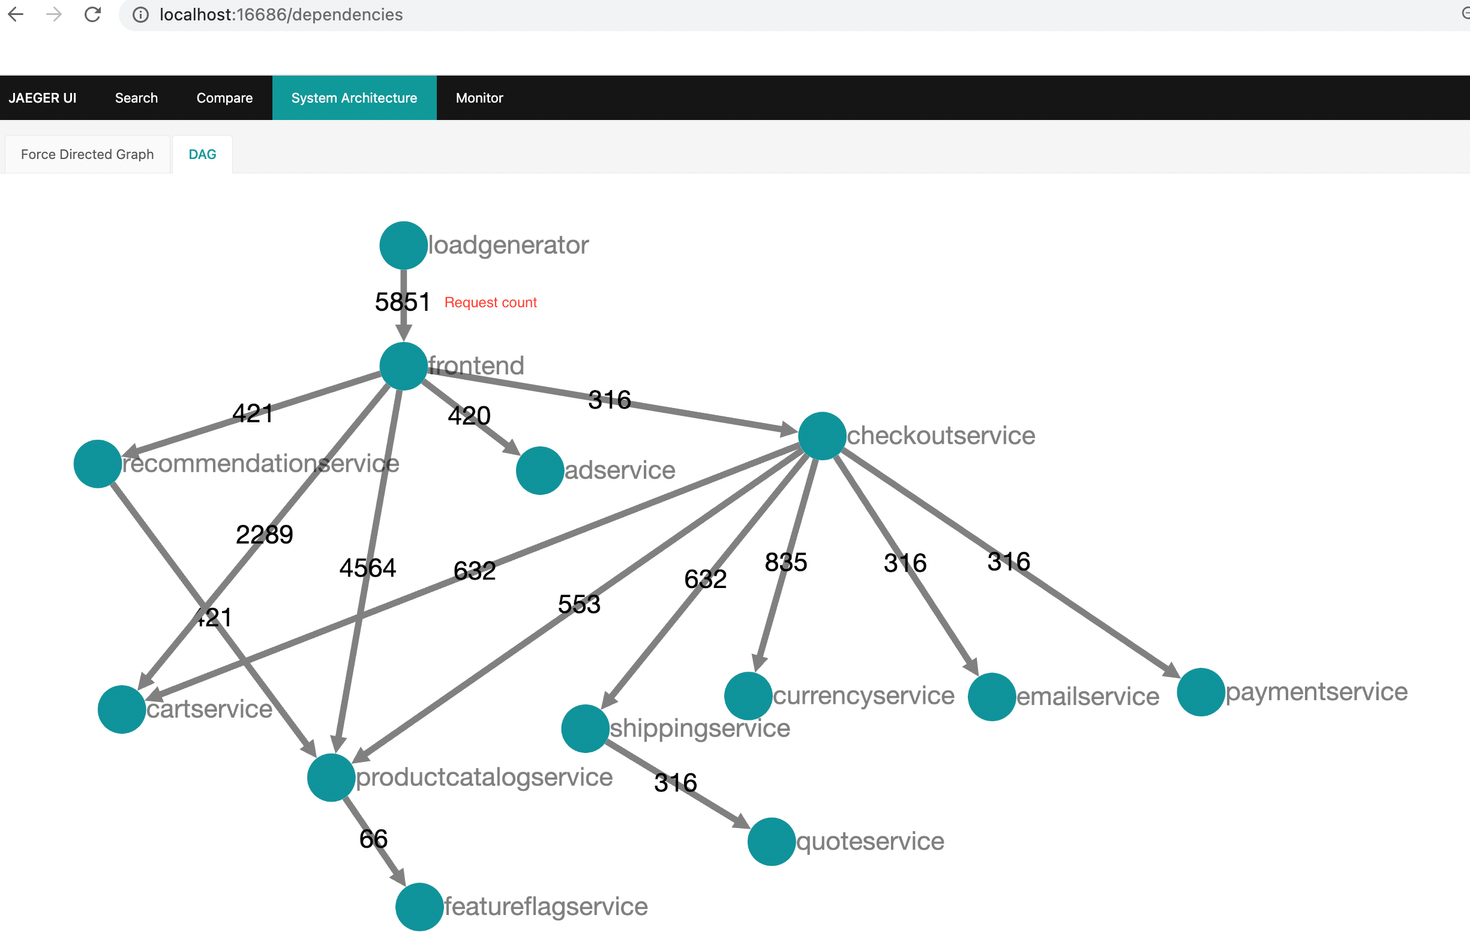 localhost:16686/dependencies
JAEGER UI Search Compare System Architecture Monitor
Force Directed Graph DAG
loadgenerator
5851 Request count
frontend
316
421
420
checkoutservice
recommendationservice
adservice
2289
4564
632
632
835
316
316
553
421
currencyservice
emailservice
paymentservice
cartservice
shippingservice
productcatalogservice
316
66
quoteservice
featureflagservice